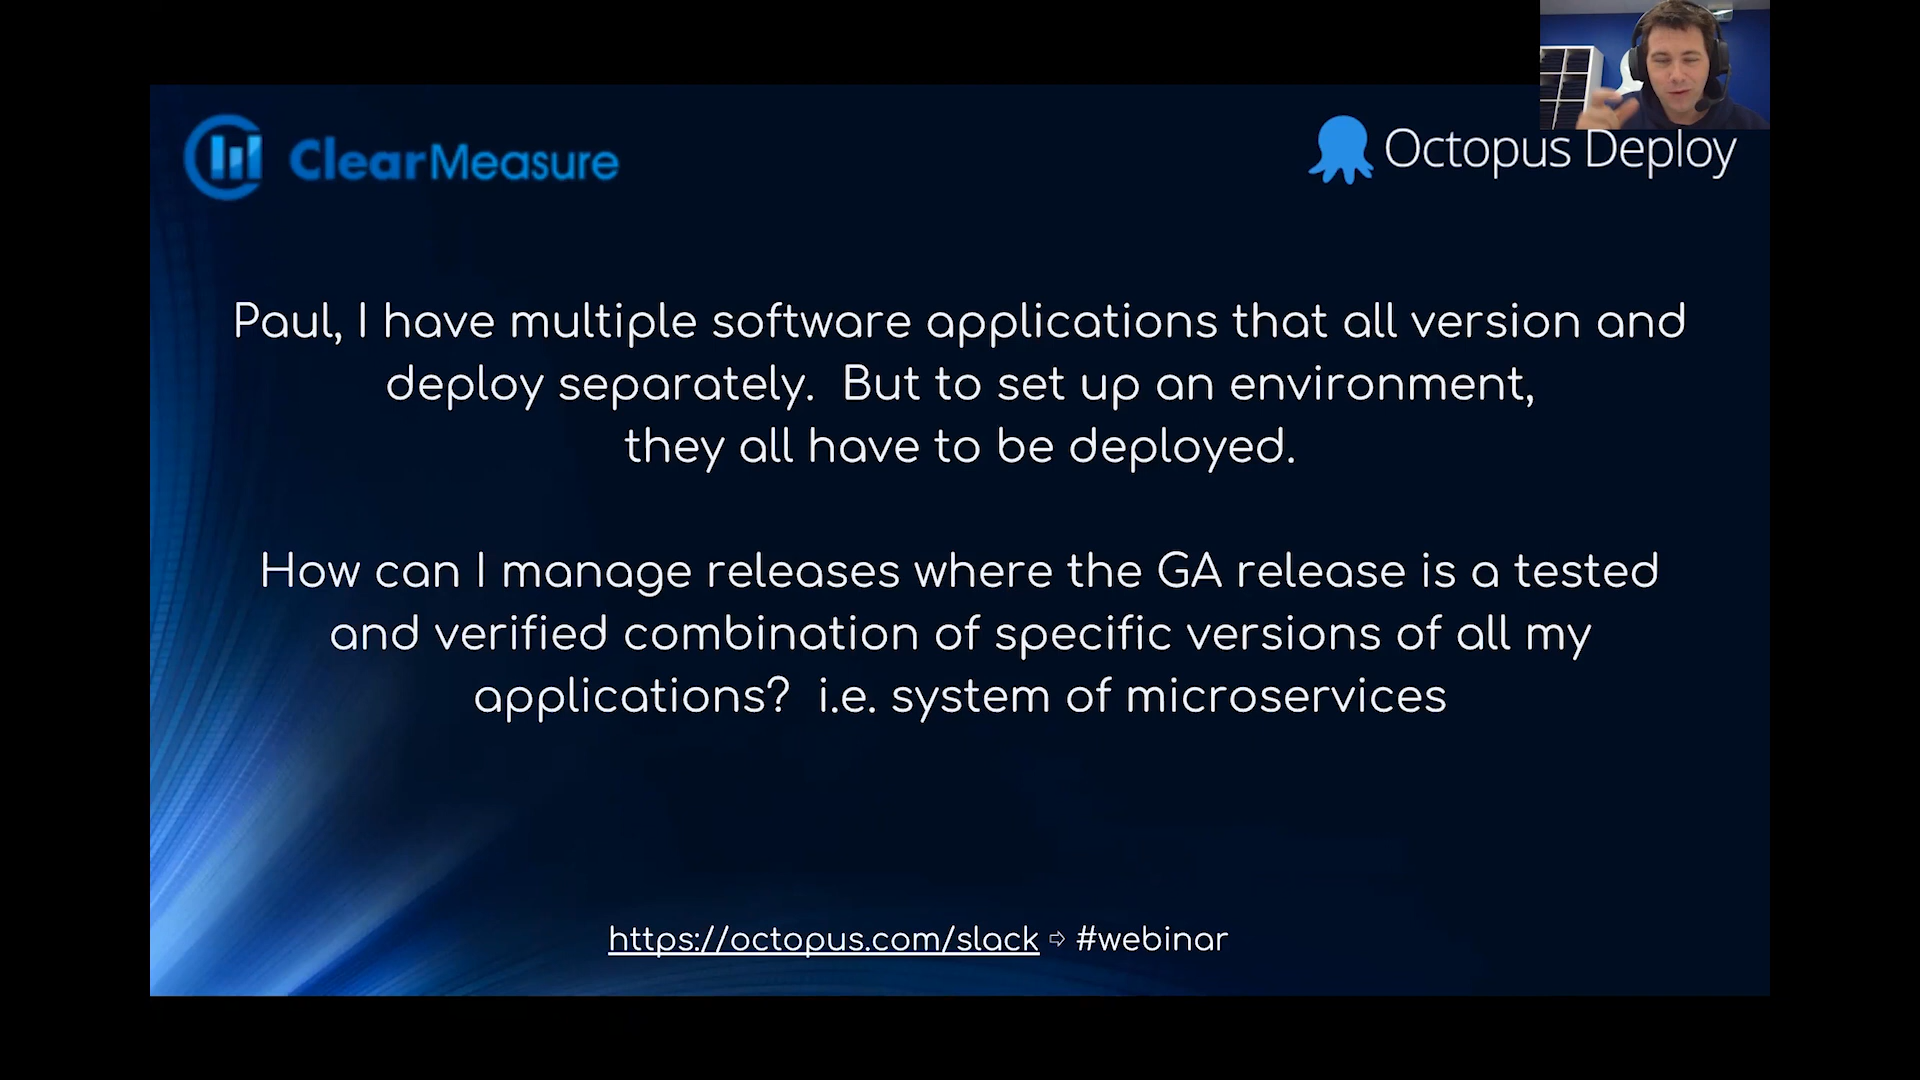 ClearMeasure
Octopus Deploy
Paul, I have multiple software applications that all version and
deploy separately.  But to set up an environment,
they all have to be deployed.
How can I manage releases where the GA release is a tested
and verified combination of specific versions of all my
applications?  i.e. system of microservices
https://octopus.com/slack ⇨ #webinar